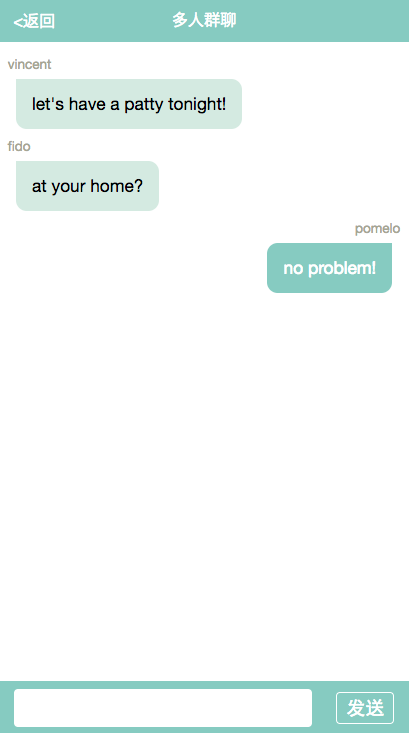 <返回
多人群聊
vincent
let's have a patty tonight!
fido
at your home?
pomelo
no problem!
发送